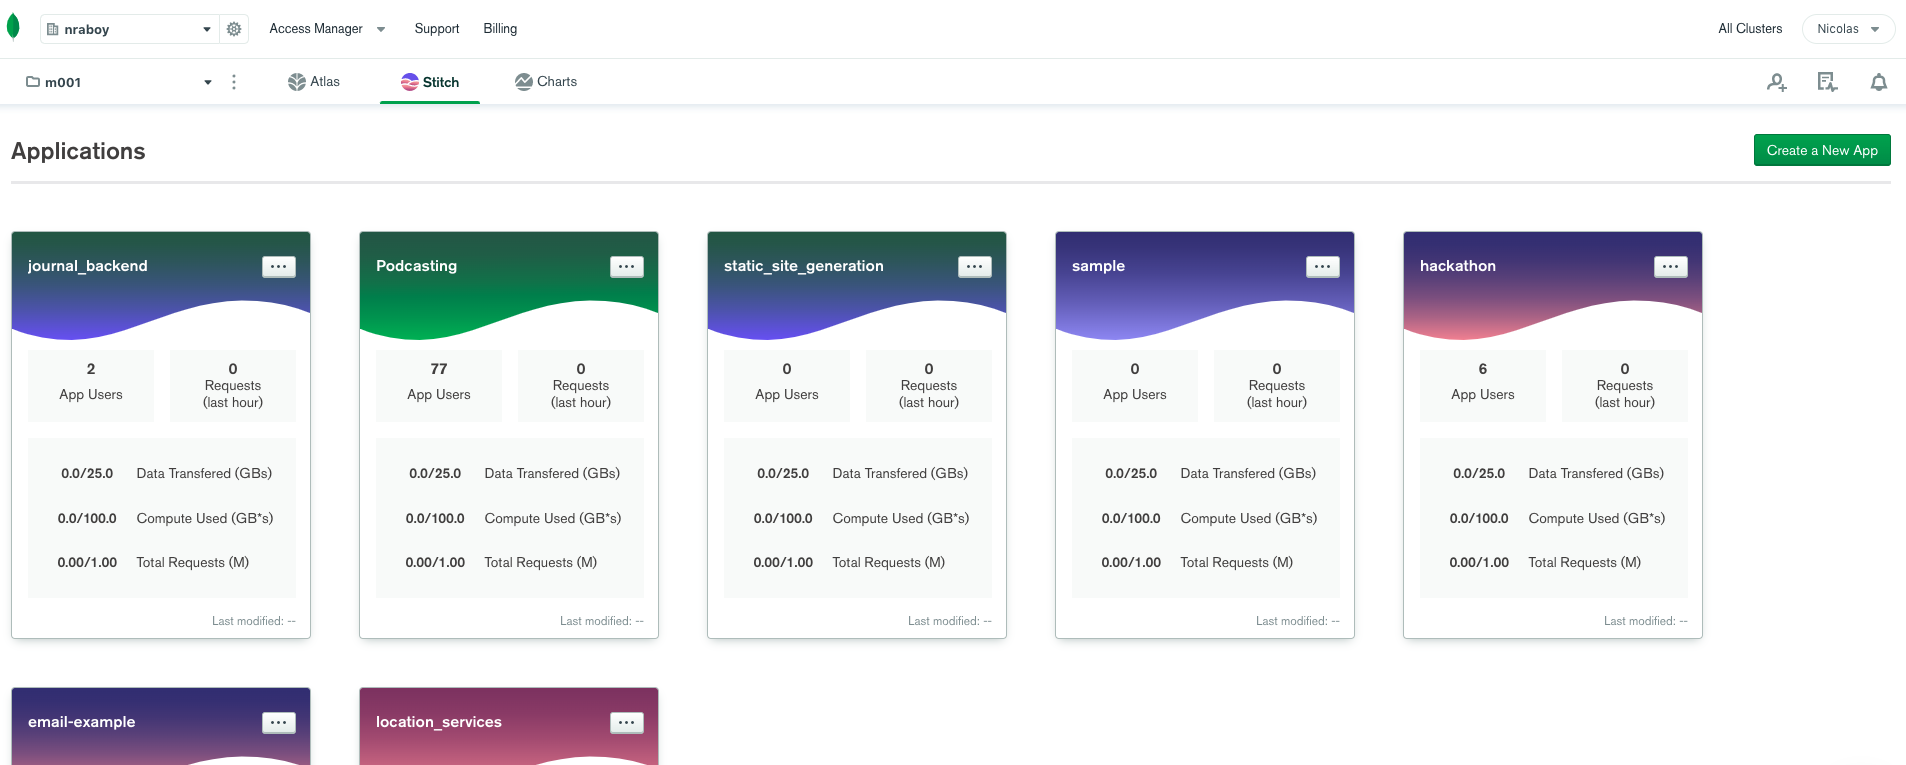 nraboy Access Manager Support Billing All Clusters Nicolas
m001 Atlas Stitch Charts
Applications Create a New App
journal_backend ••• Podcasting ••• static_site_generation ••• sample ••• hackathon •••
2 0 77 0 0 0 0 0 6 0
App Users Requests App Users Requests App Users Requests App Users Requests App Users Requests
(last hour) (last hour) (last hour) (last hour) (last hour)
0.0/25.0 Data Transfered (GBs) 0.0/25.0 Data Transfered (GBs) 0.0/25.0 Data Transfered (GBs) 0.0/25.0 Data Transfered (GBs) 0.0/25.0 Data Transfered (GBs)
0.0/100.0 Compute Used (GB*s) 0.0/100.0 Compute Used (GB*s) 0.0/100.0 Compute Used (GB*s) 0.0/100.0 Compute Used (GB*s) 0.0/100.0 Compute Used (GB*s)
0.00/1.00 Total Requests (M) 0.00/1.00 Total Requests (M) 0.00/1.00 Total Requests (M) 0.00/1.00 Total Requests (M) 0.00/1.00 Total Requests (M)
Last modified: -- Last modified: -- Last modified: -- Last modified: -- Last modified: --
email-example ••• location_services •••